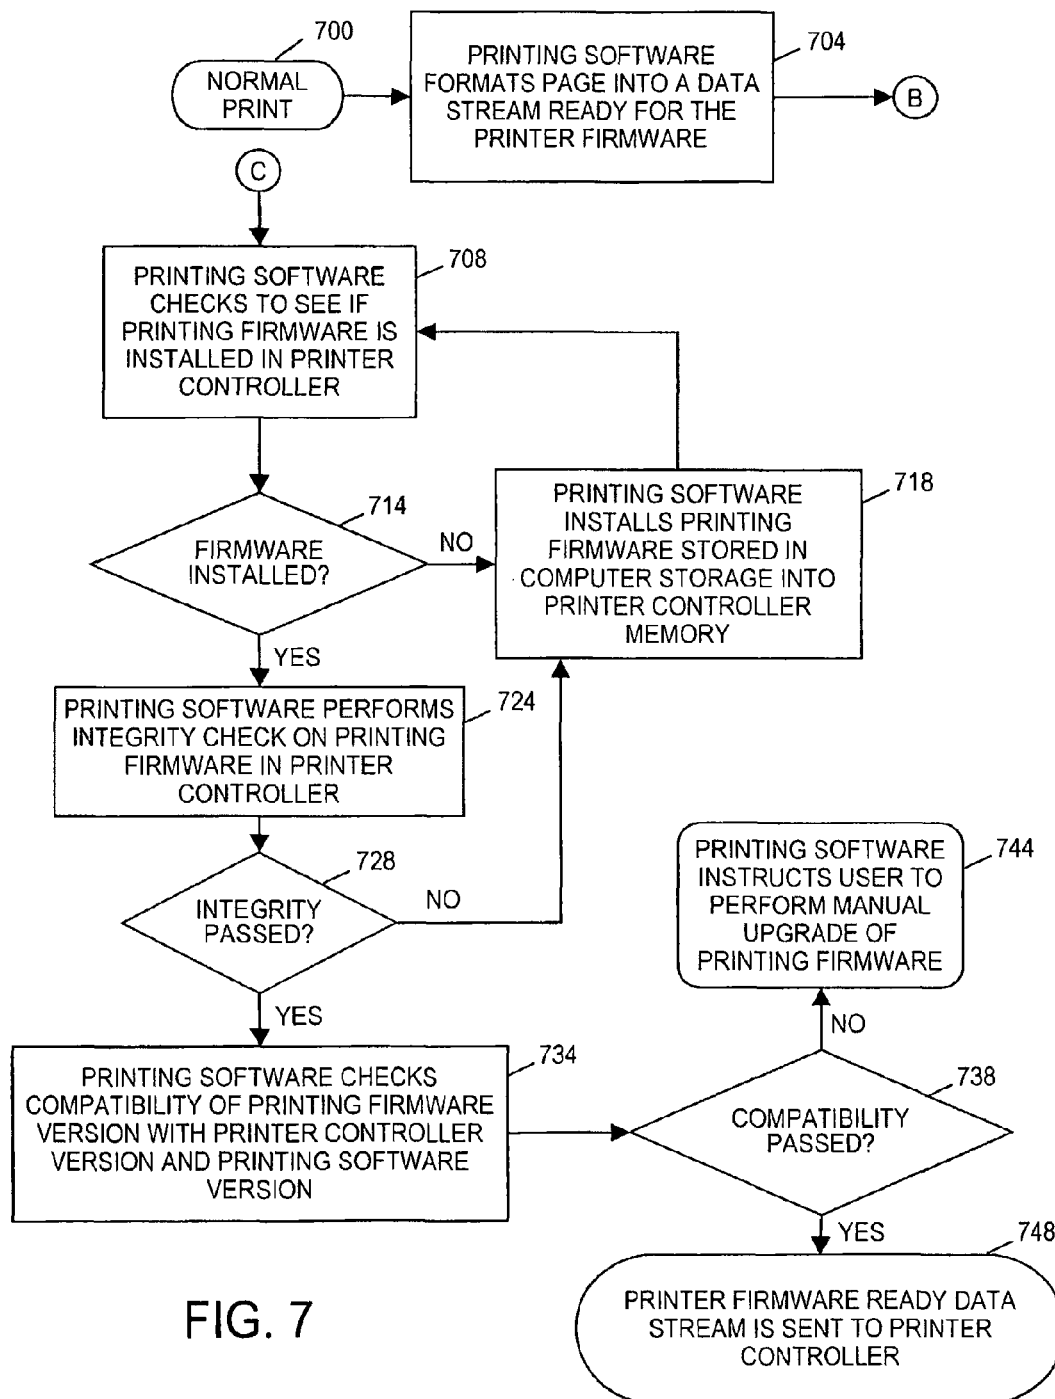 700
NORMAL
PRINT
704
PRINTING SOFTWARE
FORMATS PAGE INTO A DATA
STREAM READY FOR THE
PRINTER FIRMWARE
B
C
708
PRINTING SOFTWARE
CHECKS TO SEE IF
PRINTING FIRMWARE IS
INSTALLED IN PRINTER
CONTROLLER
714
FIRMWARE
INSTALLED?
NO
YES
718
PRINTING SOFTWARE
INSTALLS PRINTING
FIRMWARE STORED IN
COMPUTER STORAGE INTO
PRINTER CONTROLLER
MEMORY
724
PRINTING SOFTWARE PERFORMS
INTEGRITY CHECK ON PRINTING
FIRMWARE IN PRINTER
CONTROLLER
728
INTEGRITY
PASSED?
NO
YES
734
PRINTING SOFTWARE CHECKS
COMPATIBILITY OF PRINTING FIRMWARE
VERSION WITH PRINTER CONTROLLER
VERSION AND PRINTING SOFTWARE
VERSION
738
COMPATIBILITY
PASSED?
NO
744
PRINTING SOFTWARE
INSTRUCTS USER TO
PERFORM MANUAL
UPGRADE OF
PRINTING FIRMWARE
YES
748
PRINTER FIRMWARE READY DATA
STREAM IS SENT TO PRINTER
CONTROLLER
FIG. 7